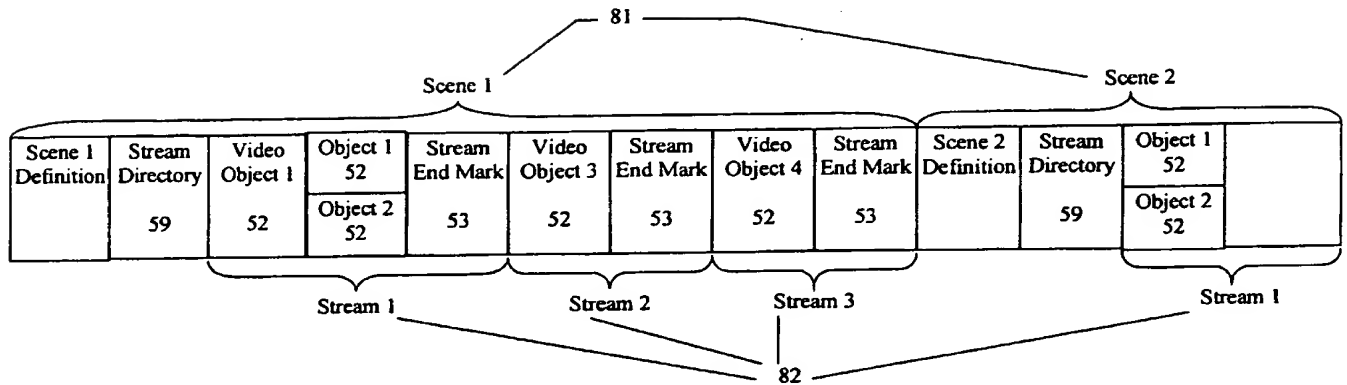 81
Scene 1
Scene 2
Scene 1
Definition
Stream
Directory
59
Video
Object 1
52
Object 1
52
Object 2
52
Stream
End Mark
53
Video
Object 3
52
Stream
End Mark
53
Video
Object 4
52
Stream
End Mark
53
Scene 2
Definition
Stream
Directory
59
Object 1
52
Object 2
52
Stream 1
Stream 2
Stream 3
Stream 1
82